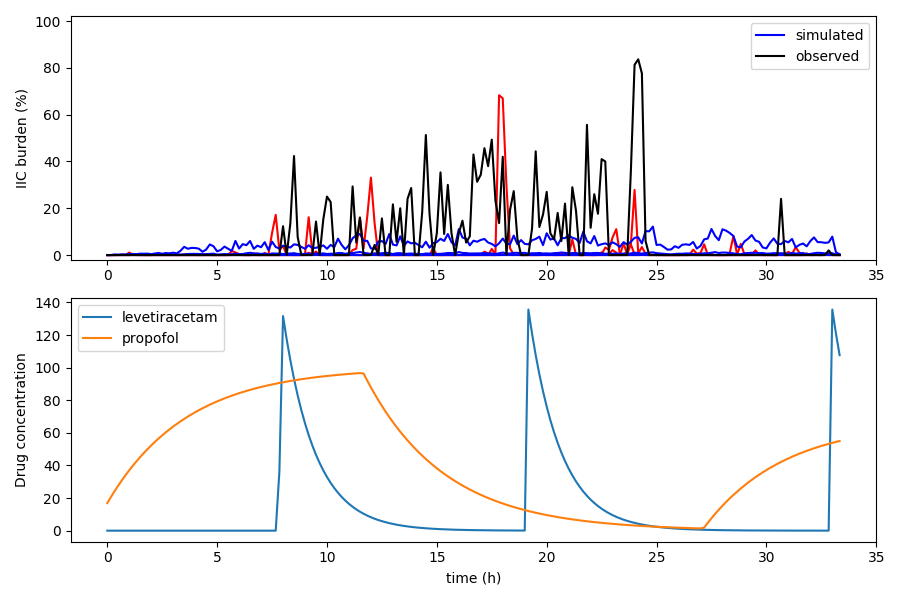 100
80
60
40
20
0
IIC burden (%)
simulated
observed
0 5 10 15 20 25 30 35
140
120
100
80
60
40
20
0
Drug concentration
levetiracetam
propofol
0 5 10 15 20 25 30 35
time (h)